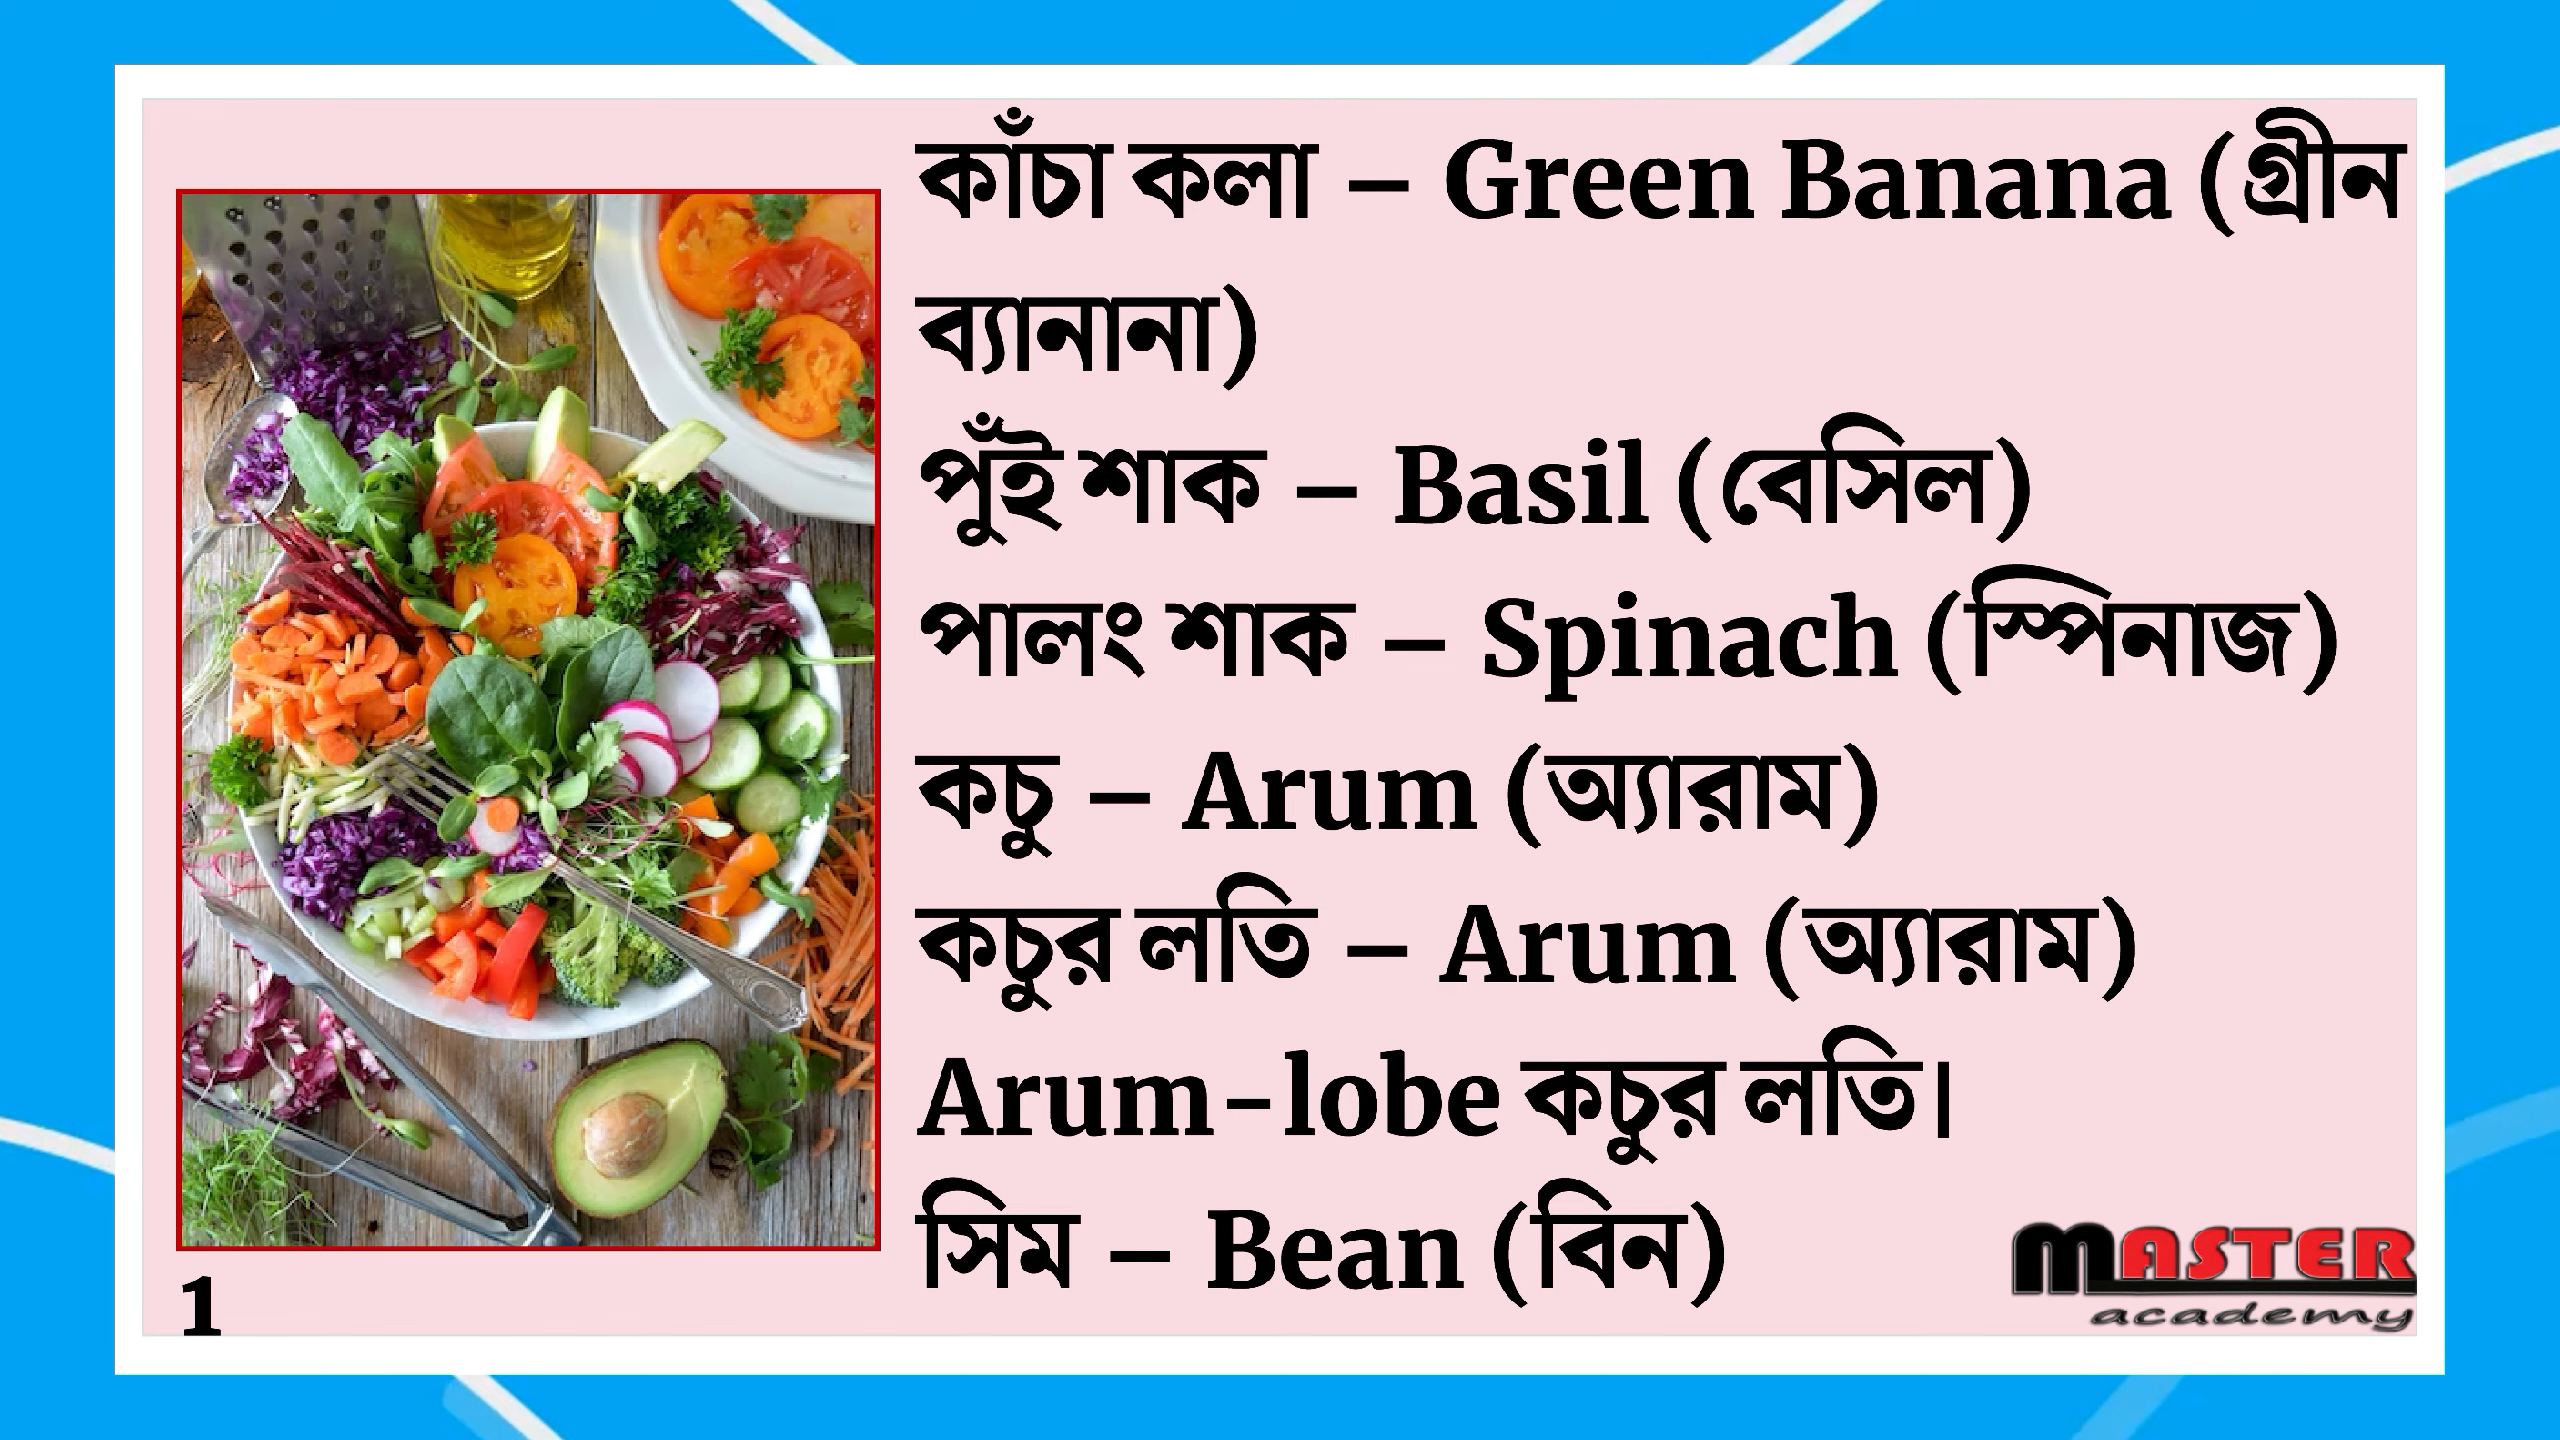 কাঁচা কলা – Green Banana (গ্রীন
ব্যানানা)
পুঁই শাক – Basil (বেসিল)
পালং শাক – Spinach (স্পিনাজ)
কচু – Arum (অ্যারাম)
কচুর লতি – Arum (অ্যারাম)
Arum-lobe কচুর লতি।
সিম – Bean (বিন)
MASTER
academy
1